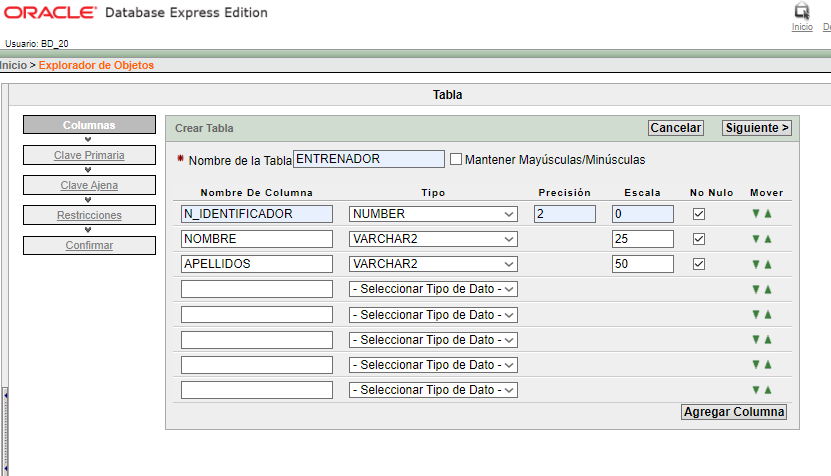 ORACLE® Database Express Edition
Inicio
Usuario: BD_20
Inicio > Explorador de Objetos
Tabla
Columnas
Clave Primaria
Clave Ajena
Restricciones
Confirmar
Crear Tabla Cancelar Siguiente >
* Nombre de la Tabla ENTRENADOR Mantener Mayúsculas/Minúsculas
Nombre De Columna Tipo Precisión Escala No Nulo Mover
N_IDENTIFICADOR NUMBER 2 0
NOMBRE VARCHAR2 25
APELLIDOS VARCHAR2 50
- Seleccionar Tipo de Dato -
- Seleccionar Tipo de Dato -
- Seleccionar Tipo de Dato -
- Seleccionar Tipo de Dato -
- Seleccionar Tipo de Dato -
Agregar Columna